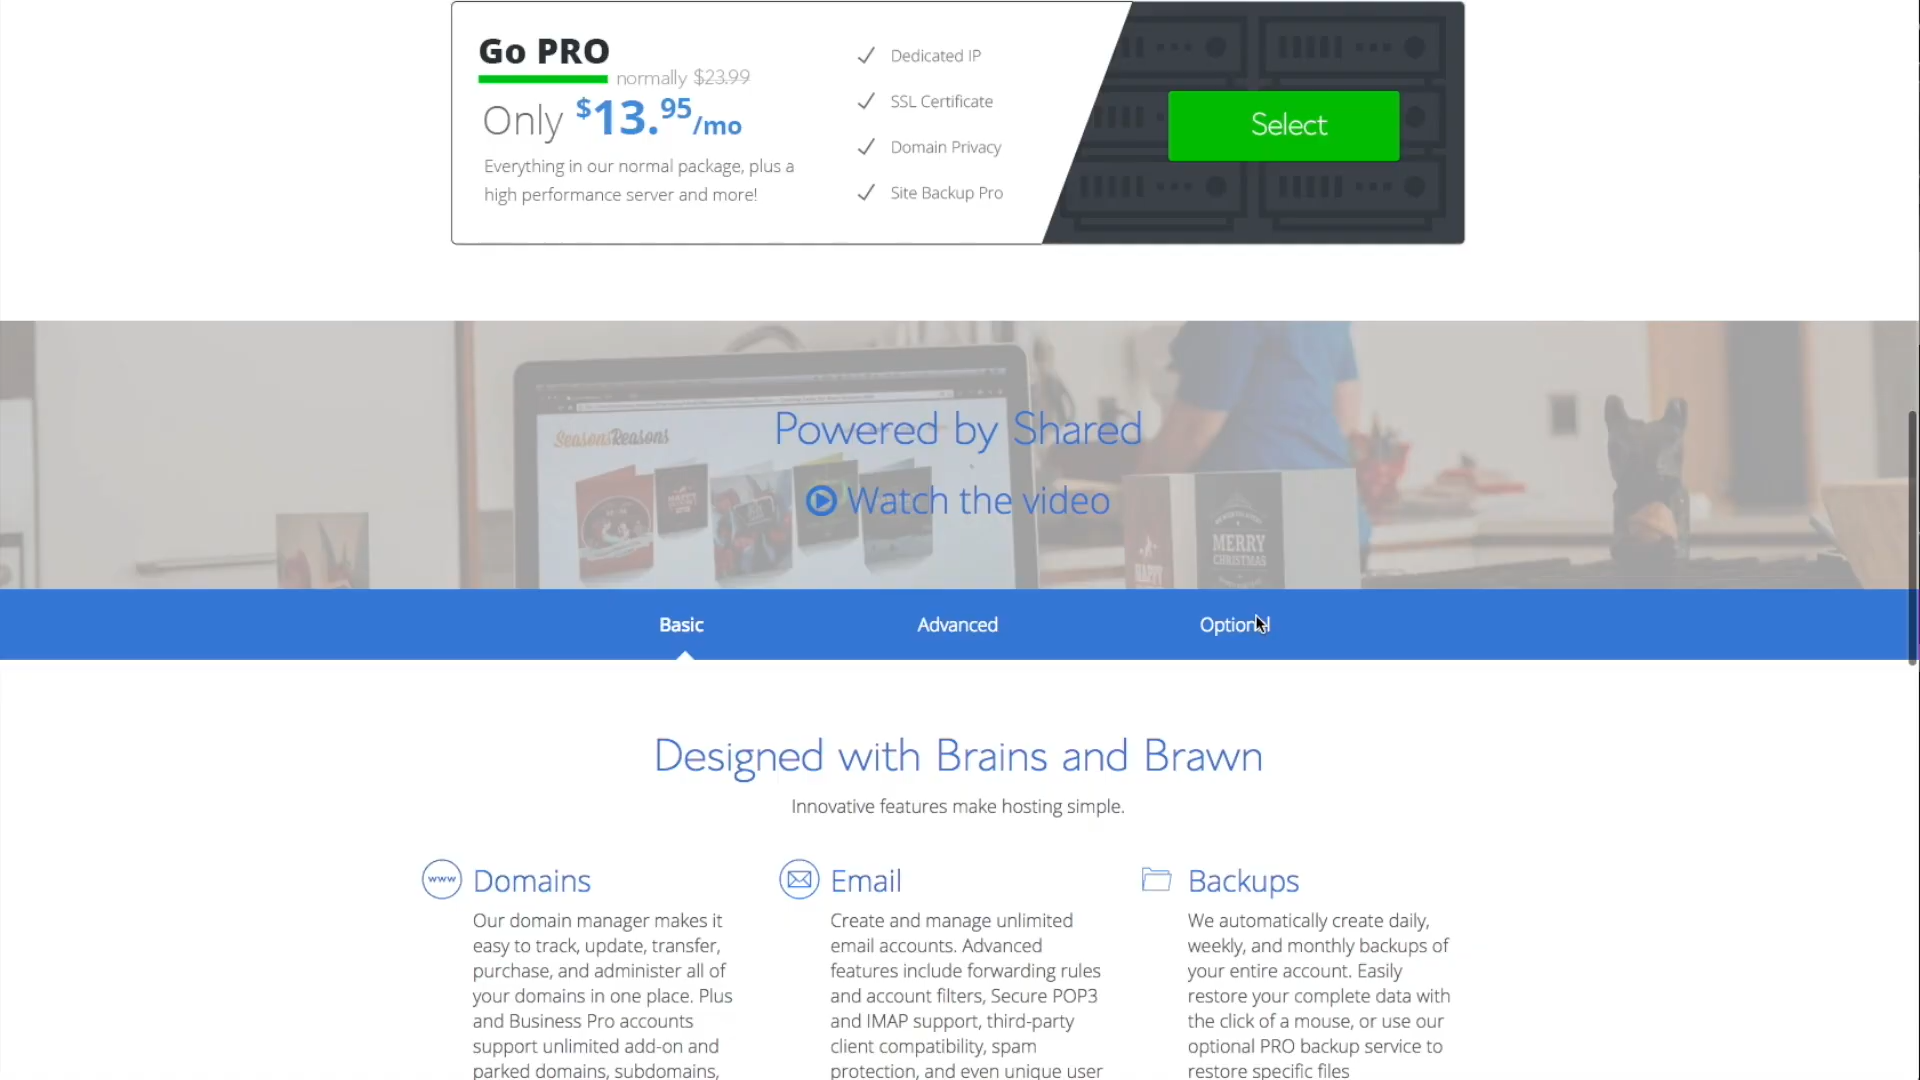 Go PRO
normally $23.99
Only $13.95/mo
Everything in our normal package, plus a
high performance server and more!
Dedicated IP
SSL Certificate
Domain Privacy
Site Backup Pro
Select
SeasonsReasons
Powered by Shared
Watch the video
MERRY
CHRISTMAS
HAPPY
Basic
Advanced
Optional
Designed with Brains and Brawn
Innovative features make hosting simple.
www
Domains
Our domain manager makes it
easy to track, update, transfer,
purchase, and administer all of
your domains in one place. Plus
and Business Pro accounts
support unlimited add-on and
parked domains, subdomains,
Email
Create and manage unlimited
email accounts. Advanced
features include forwarding rules
and account filters, Secure POP3
and IMAP support, third-party
client compatibility, spam
protection, and even unique user
Backups
We automatically create daily,
weekly, and monthly backups of
your entire account. Easily
restore your complete data with
the click of a mouse, or use our
optional PRO backup service to
restore specific files